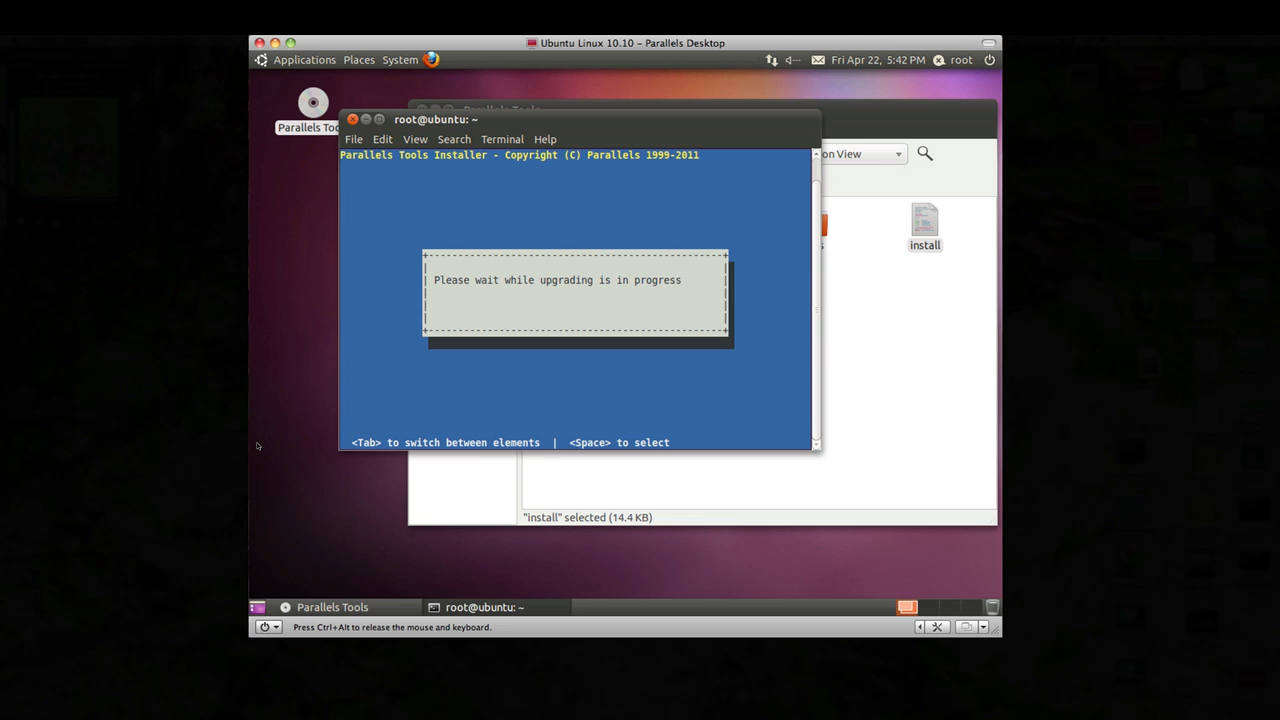 Ubuntu Linux 10.10 – Parallels Desktop
Applications Places System
Fri Apr 22, 5:42 PM root
Parallels Too
root@ubuntu: ~
File Edit View Search Terminal Help
Parallels Tools Installer - Copyright (C) Parallels 1999-2011
on View
install
Please wait while upgrading is in progress
<Tab> to switch between elements | <Space> to select
"install" selected (14.4 KB)
Parallels Tools
root@ubuntu: ~
Press Ctrl+Alt to release the mouse and keyboard.